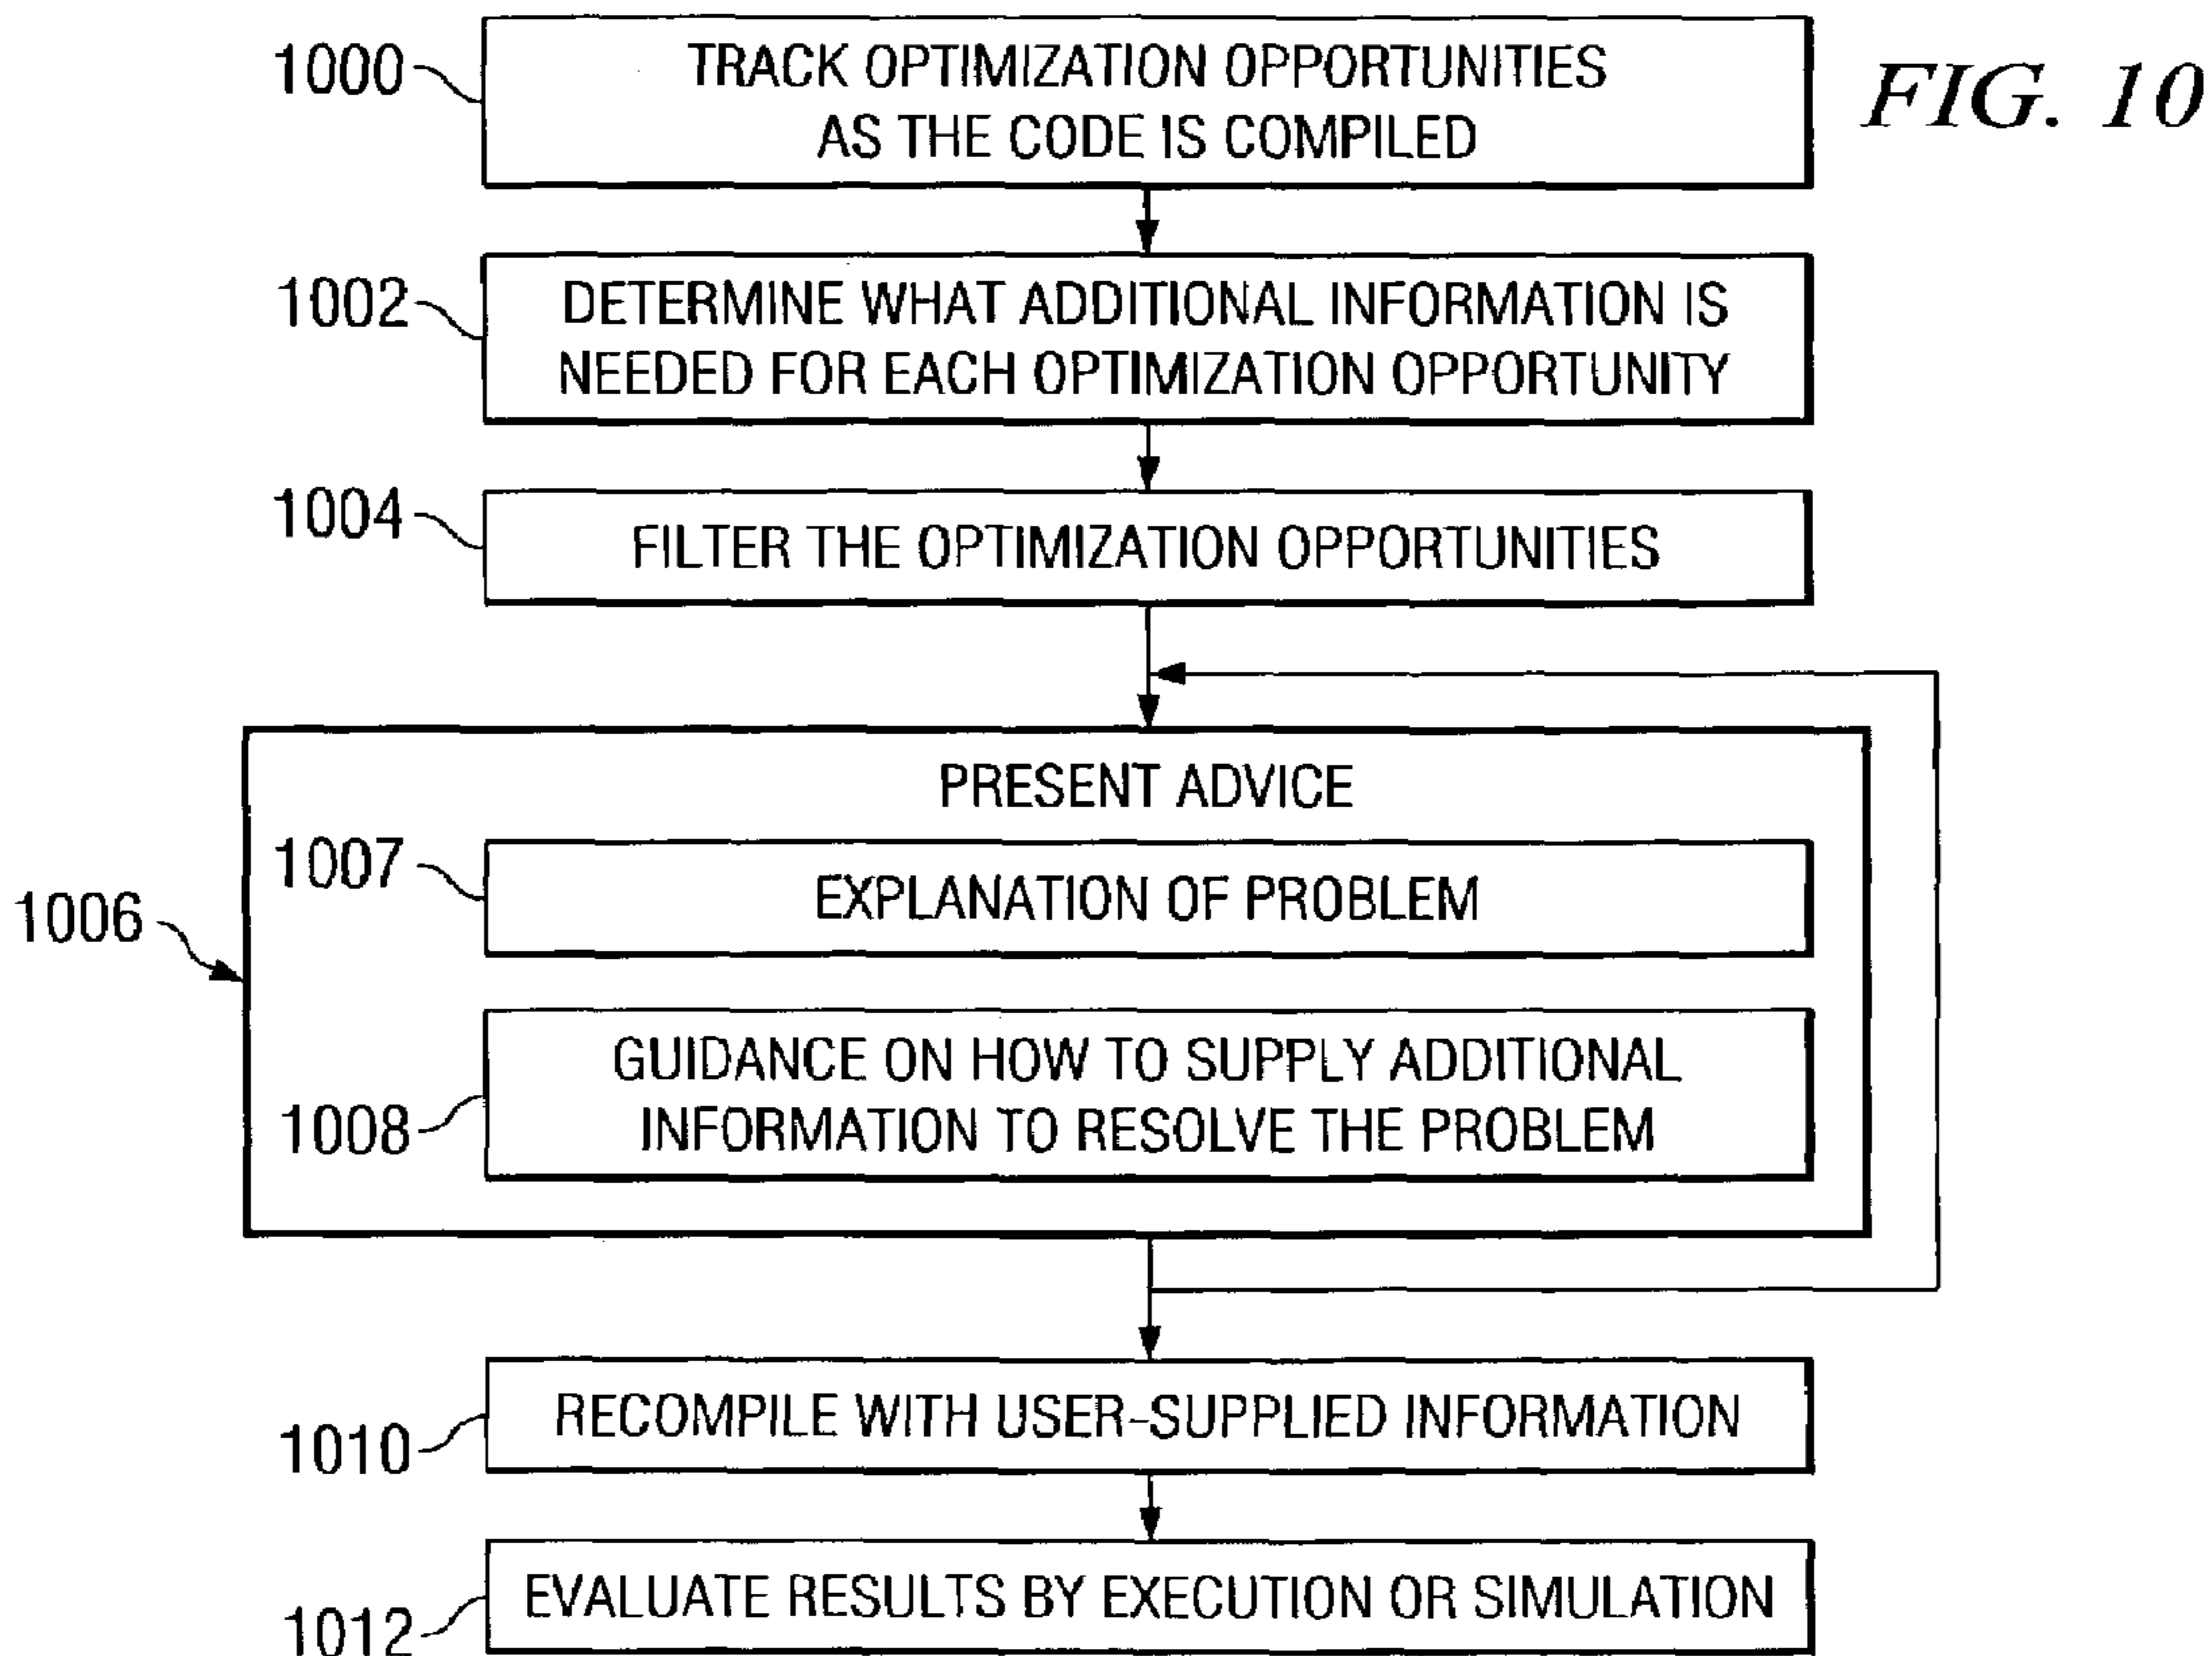 1000
TRACK OPTIMIZATION OPPORTUNITIES
AS THE CODE IS COMPILED
FIG. 10
1002
DETERMINE WHAT ADDITIONAL INFORMATION IS
NEEDED FOR EACH OPTIMIZATION OPPORTUNITY
1004
FILTER THE OPTIMIZATION OPPORTUNITIES
1006
PRESENT ADVICE
1007
EXPLANATION OF PROBLEM
1008
GUIDANCE ON HOW TO SUPPLY ADDITIONAL
INFORMATION TO RESOLVE THE PROBLEM
1010
RECOMPILE WITH USER-SUPPLIED INFORMATION
1012
EVALUATE RESULTS BY EXECUTION OR SIMULATION